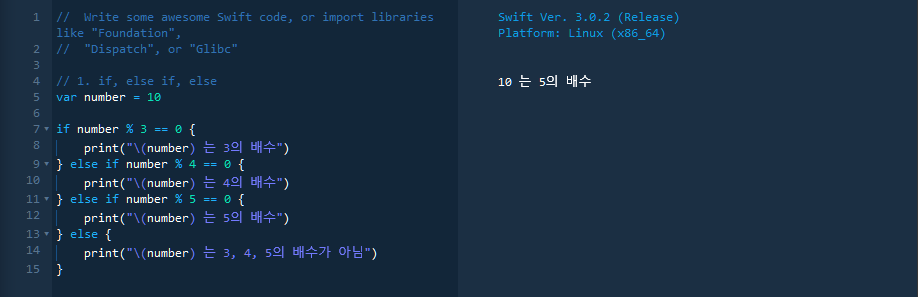 1 //  Write some awesome Swift code, or import libraries
like "Foundation",
2 //  "Dispatch", or "Glibc"
3
4 // 1. if, else if, else
5 var number = 10
6
7 if number % 3 == 0 {
8     print("\(number) 는 3의 배수")
9 } else if number % 4 == 0 {
10     print("\(number) 는 4의 배수")
11 } else if number % 5 == 0 {
12     print("\(number) 는 5의 배수")
13 } else {
14     print("\(number) 는 3, 4, 5의 배수가 아님")
15 }
Swift Ver. 3.0.2 (Release)
Platform: Linux (x86_64)
10 는 5의 배수